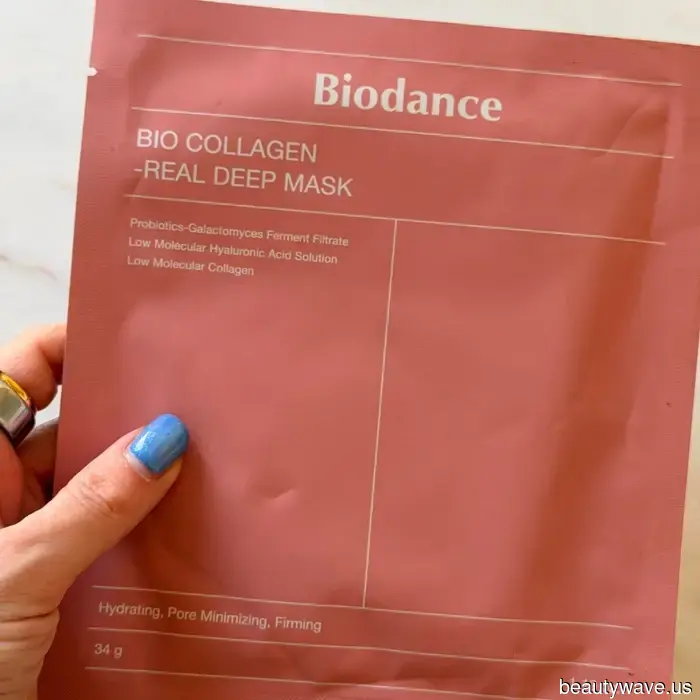 Biodance
BIO COLLAGEN
-REAL DEEP MASK
Probiotics-Galactomyces Ferment Filtrate
Low Molecular Hyaluronic Acid Solution
Low Molecular Collagen
Hydrating, Pore Minimizing, Firming
34 g
beautywave.us